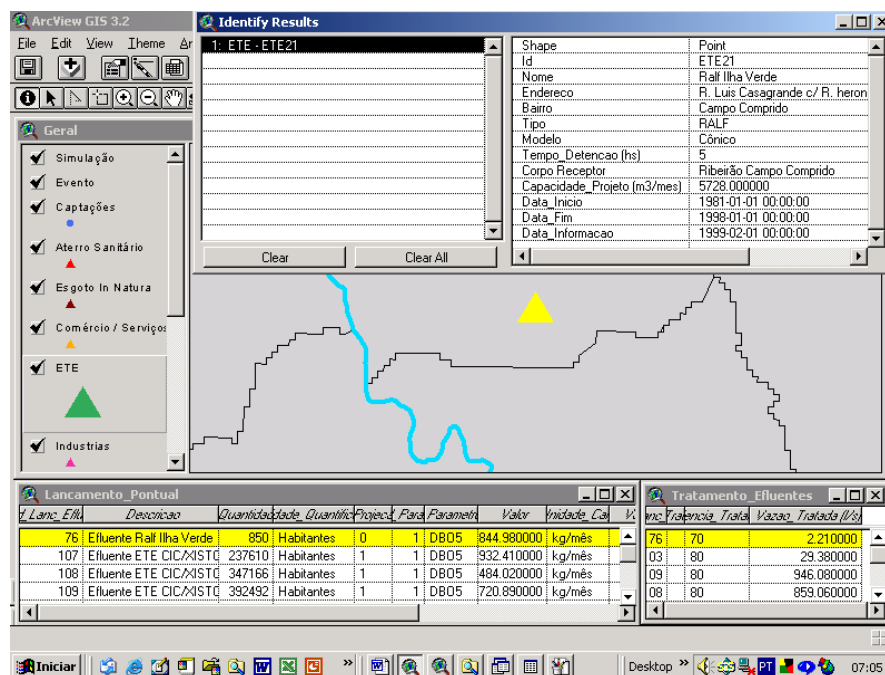 ArcView GIS 3.2
File Edit View Theme
Identify Results
1: ETE - ETE21
Shape Point
Id ETE21
Nome Ralf Ilha Verde
Endereco R. Luis Casagrande c/ R. heron
Bairro Campo Comprido
Tipo RALF
Modelo Cônico
Tempo_Detencao (hs) 5
Corpo Receptor Ribeirão Campo Comprido
Capacidade_Projeto (m3/mes) 5728.000000
Data_Inicio 1981-01-01 00:00:00
Data_Fim 1998-01-01 00:00:00
Data_Informacao 1999-02-01 00:00:00
Clear Clear All
Geral
Simulação
Evento
Captações
Aterro Sanitário
Esgoto In Natura
Comércio / Serviços
ETE
Industrias
Lancamento_Pontual
Descricao Valor
76 Efluente Ralf Ilha Verde 850 Habitantes 0 1 DBO5 844.980000 kg/mês
107 Efluente ETE CIC/XISTO 237610 Habitantes 1 1 DBO5 932.410000 kg/mês
108 Efluente ETE CIC/XISTO 347166 Habitantes 1 1 DBO5 484.020000 kg/mês
109 Efluente ETE CIC/XISTO 392492 Habitantes 1 1 DBO5 720.890000 kg/mês
Tratamento_Efluentes
Vazao_Tratada (l/s)
76 70 2.210000
03 80 29.380000
09 80 946.080000
08 80 859.060000
Iniciar Desktop » PT 07:05